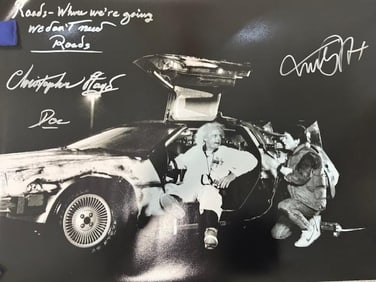 Roads - Where we're going
we don't need
Roads
Christopher Lloyd
Doc